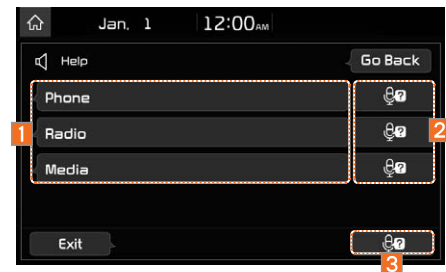 Jan. 1 12:00AM
Help Go Back
Phone ?
1 Radio ? 2
Media ?
Exit ?
3